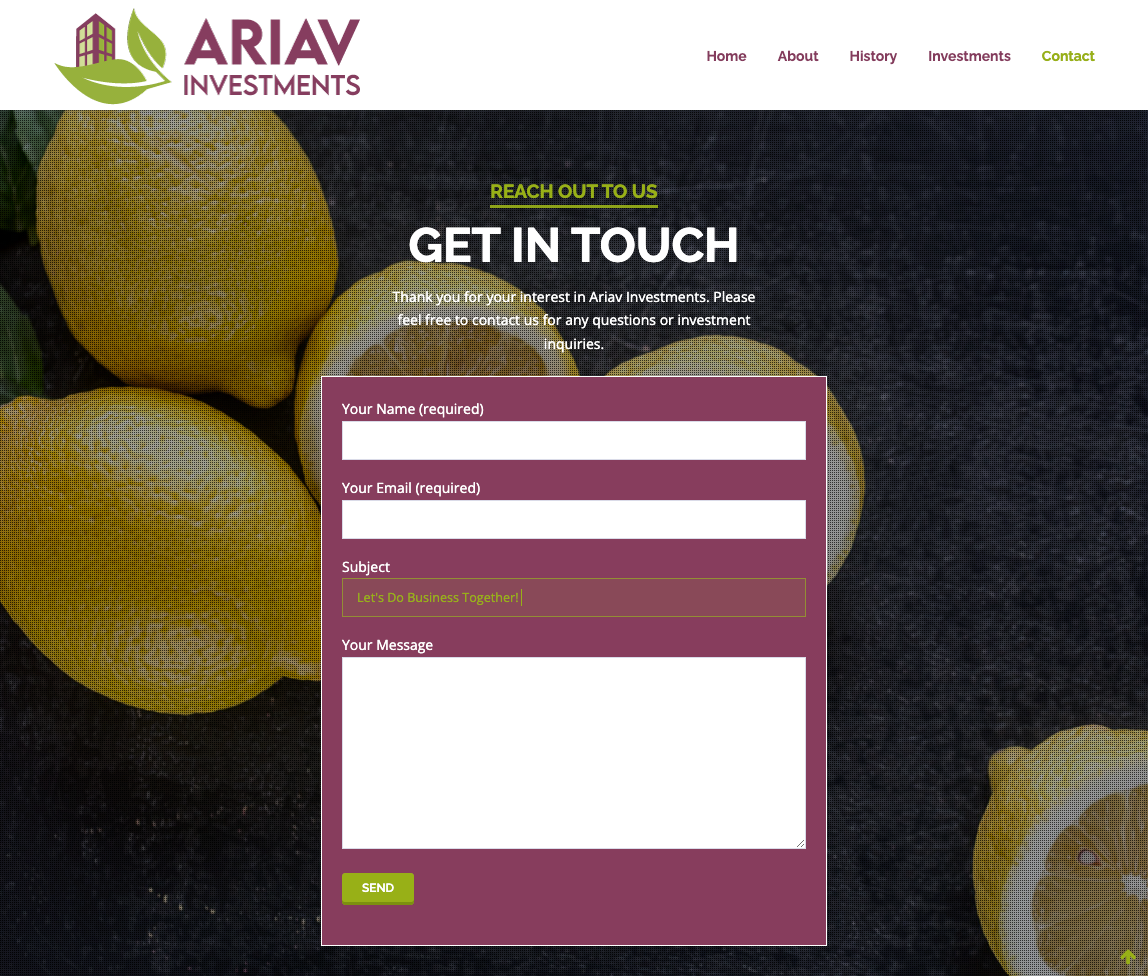 ARIAV
INVESTMENTS
Home About History Investments Contact
REACH OUT TO US
GET IN TOUCH
Thank you for your interest in Ariav Investments. Please
feel free to contact us for any questions or investment
inquiries.
Your Name (required)
Your Email (required)
Subject
Let's Do Business Together!
Your Message
SEND